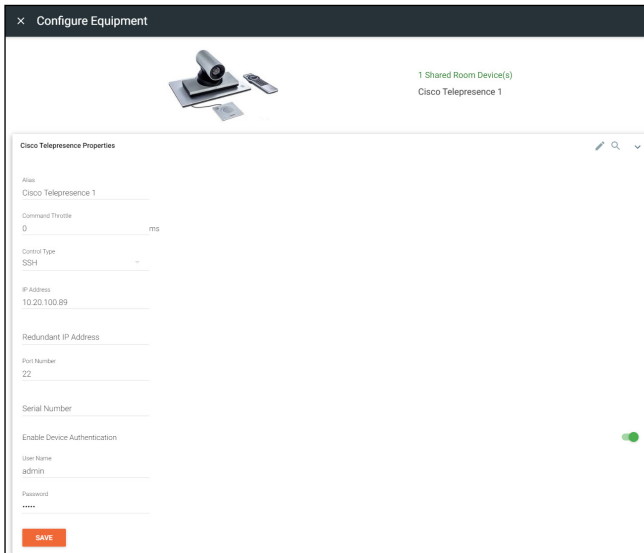 × Configure Equipment
1 Shared Room Device(s)
Cisco Telepresence 1
Cisco Telepresence Properties
Alias
Cisco Telepresence 1
Command Throttle
0 ms
Control Type
SSH
IP Address
10.20.100.89
Redundant IP Address
Port Number
22
Serial Number
Enable Device Authentication
User Name
admin
Password
•••••
SAVE